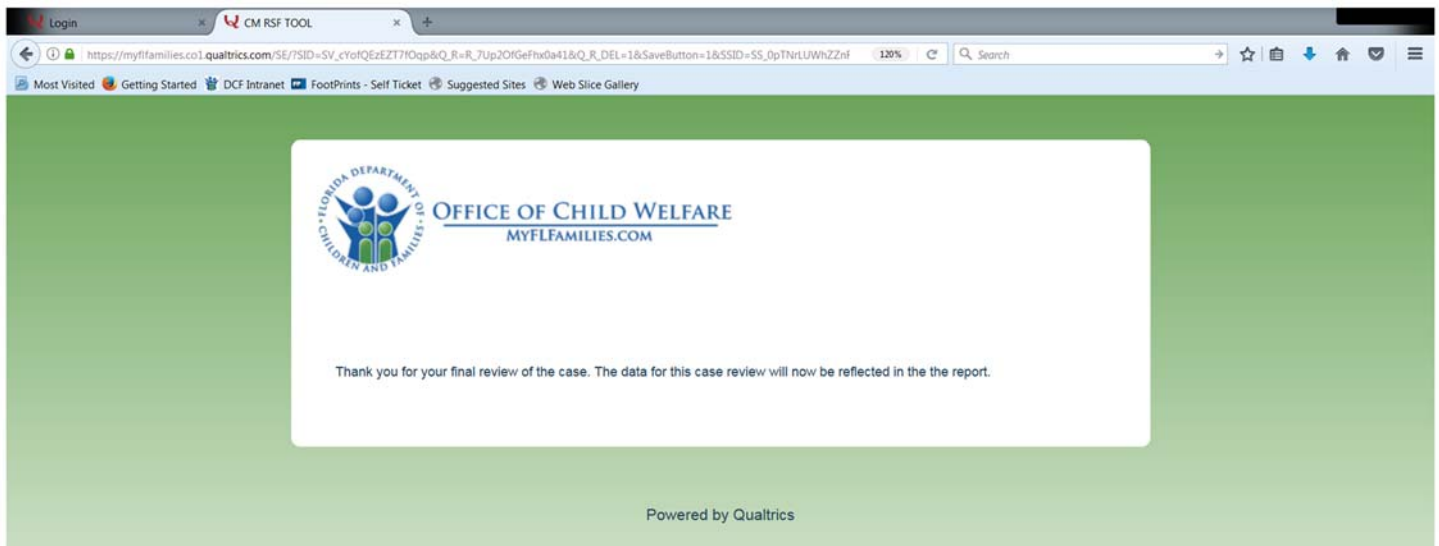 Login
CM RSF TOOL
https://myflfamilies.co1.qualtrics.com/SE/?SID=SV_cYofQEzEZT7fOqp&Q_R=R_7Up2OfGeFhx0a41&Q_R_DEL=1&SaveButton=1&SSID=SS_0pTNrLUWhZZnF 120% Search
Most Visited Getting Started DCF Intranet FootPrints - Self Ticket Suggested Sites Web Slice Gallery
FLORIDA DEPARTMENT OF CHILDREN AND FAMILIES
OFFICE OF CHILD WELFARE
MYFLFAMILIES.COM
Thank you for your final review of the case. The data for this case review will now be reflected in the the report.
Powered by Qualtrics